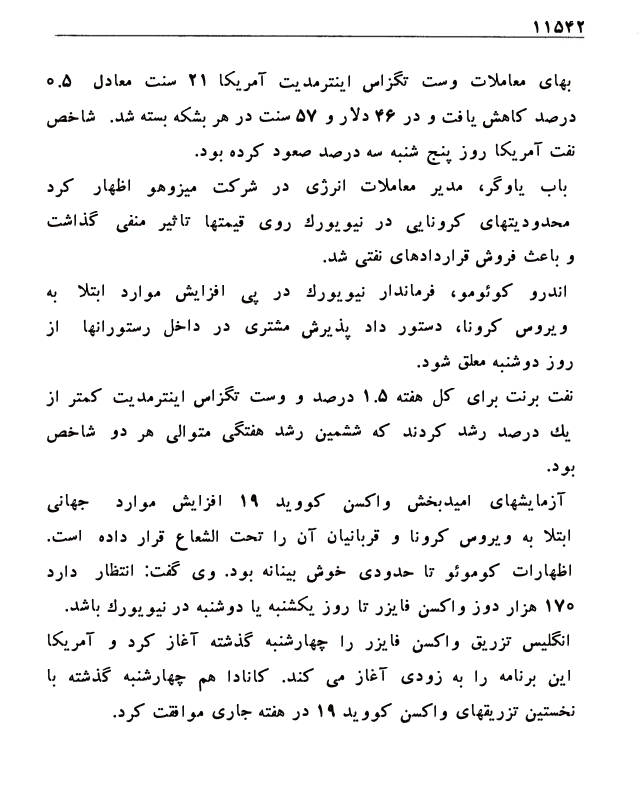 ۱۱۵۴۲
بهای معاملات وست تگزاس اینترمدیت آمریکا ۲۱ سنت معادل ۰.۵
درصد کاهش یافت و در ۴۶ دلار و ۵۷ سنت در هر بشکه بسته شد. شاخص
نفت آمریکا روز پنج شنبه سه درصد صعود کرده بود.
باب یاوگر، مدیر معاملات انرژی در شرکت میزوهو اظهار کرد
محدودیتهای کرونایی در نیویورك روی قیمتها تاثیر منفی گذاشت
و باعث فروش قراردادهای نفتی شد.
اندرو کوئومو، فرماندار نیویورك در پی افزایش موارد ابتلا به
ویروس کرونا، دستور داد پذیرش مشتری در داخل رستورانها از
روز دوشنبه معلق شود.
نفت برنت برای کل هفته ۱.۵ درصد و وست تگزاس اینترمدیت کمتر از
یك درصد رشد کردند که ششمین رشد هفتگی متوالی هر دو شاخص
بود.
آزمایشهای امیدبخش واکسن کووید ۱۹ افزایش موارد جهانی
ابتلا به ویروس کرونا و قربانیان آن را تحت الشعاع قرار داده است.
اظهارات کوموئو تا حدودی خوش بینانه بود. وی گفت: انتظار دارد
۱۷۰ هزار دوز واکسن فایزر تا روز یکشنبه یا دوشنبه در نیویورك باشد.
انگلیس تزریق واکسن فایزر را چهارشنبه گذشته آغاز کرد و آمریکا
این برنامه را به زودی آغاز می کند. کانادا هم چهارشنبه گذشته با
نخستین تزریقهای واکسن کووید ۱۹ در هفته جاری موافقت کرد.